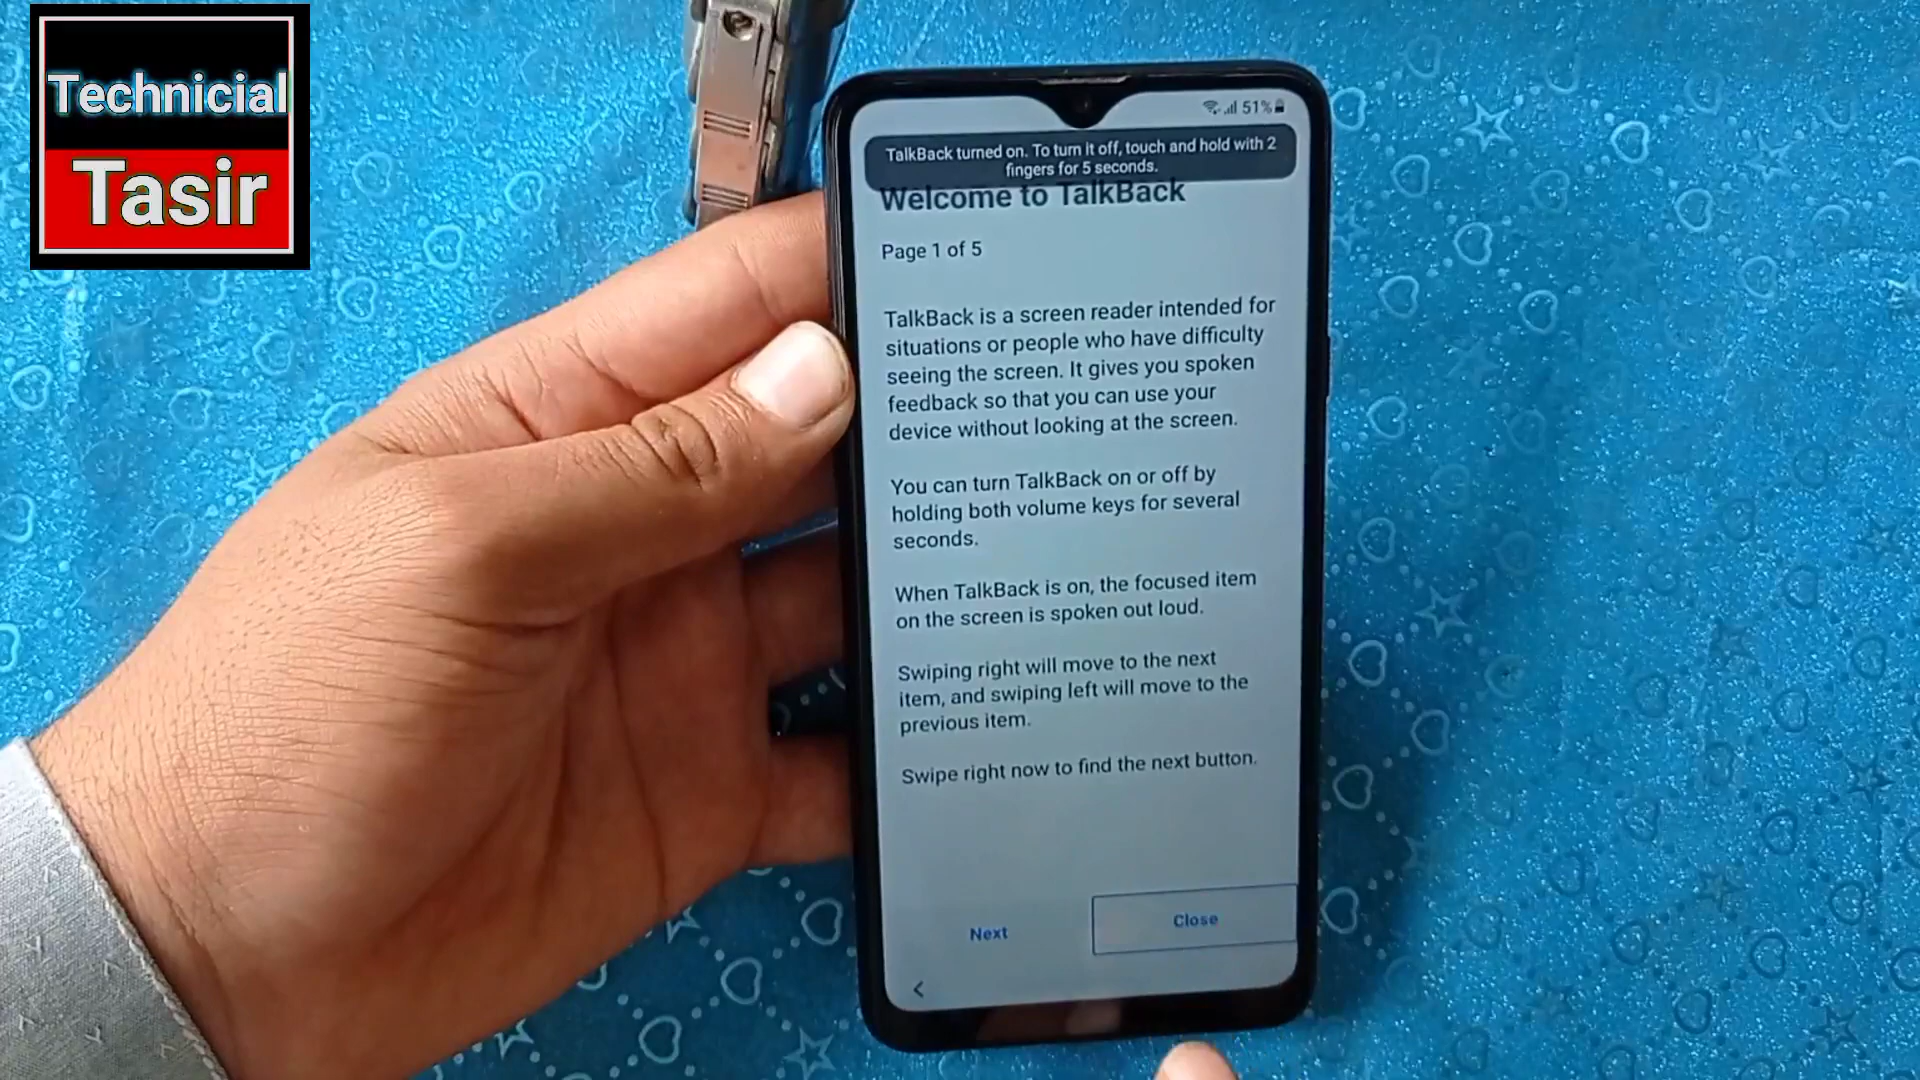 Technicial
Tasir
51%
TalkBack turned on. To turn it off, touch and hold with 2
fingers for 5 seconds.
Welcome to TalkBack
Page 1 of 5
TalkBack is a screen reader intended for
situations or people who have difficulty
seeing the screen. It gives you spoken
feedback so that you can use your
device without looking at the screen.
You can turn TalkBack on or off by
holding both volume keys for several
seconds.
When TalkBack is on, the focused item
on the screen is spoken out loud.
Swiping right will move to the next
item, and swiping left will move to the
previous item.
Swipe right now to find the next button.
Next
Close